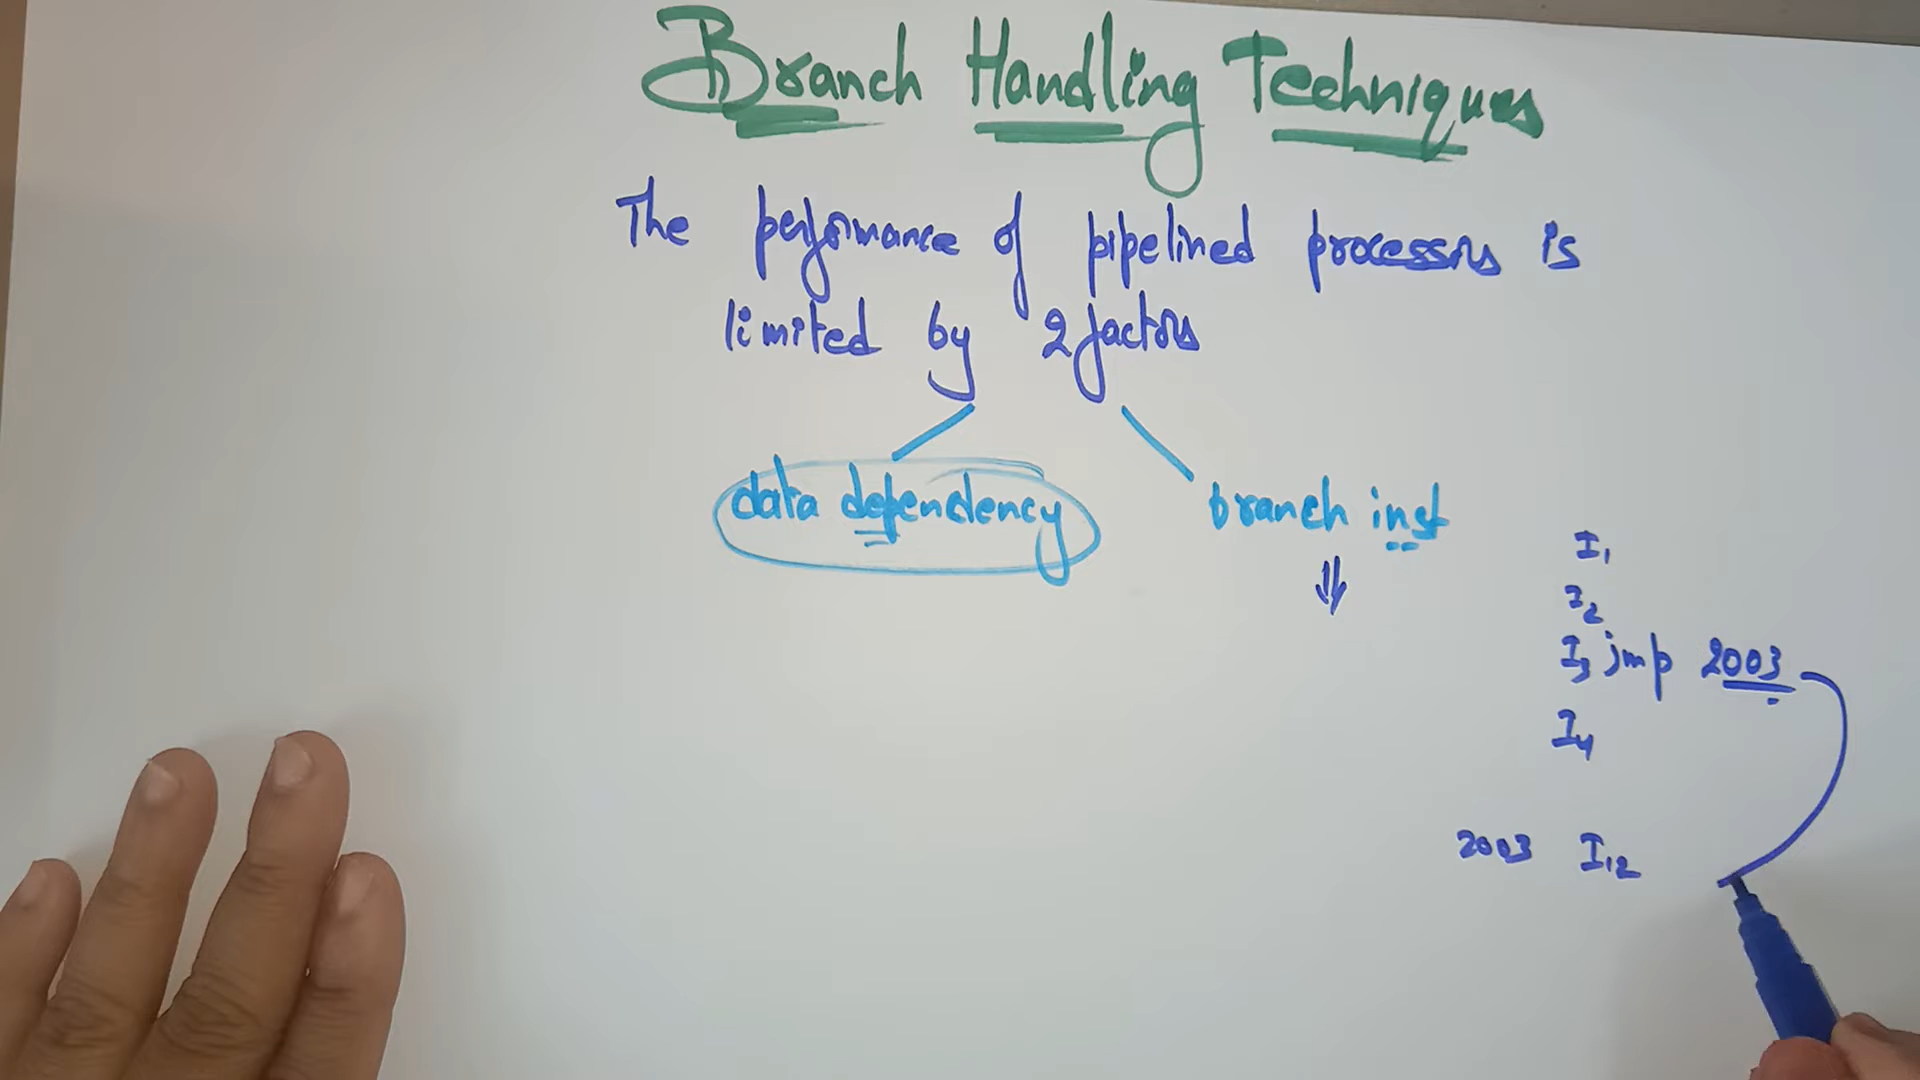 Branch Handling Techniques
The performance of pipelined processors is
limited by 2 factors
data dependency
branch inst
I1
I2
I3 jmp 2003
I4
2003 I12